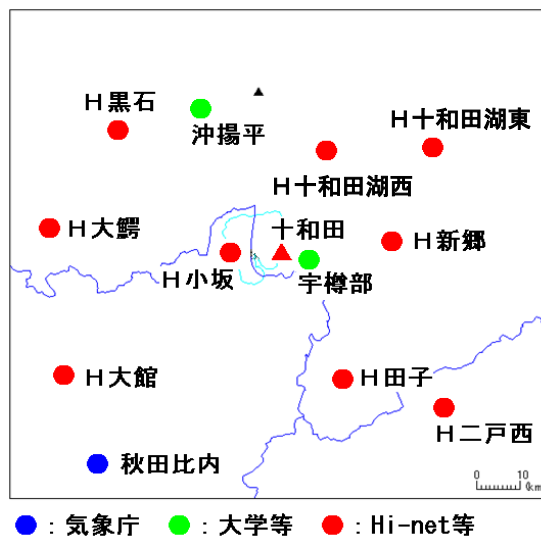 H黒石
沖揚平
H十和田湖東
H十和田湖西
十和田
H大鰐
H新郷
H小坂
宇樽部
H大館
H田子
H二戸西
秋田比内
0 10
(km)
●：気象庁 ●：大学等 ●：Hi-net等